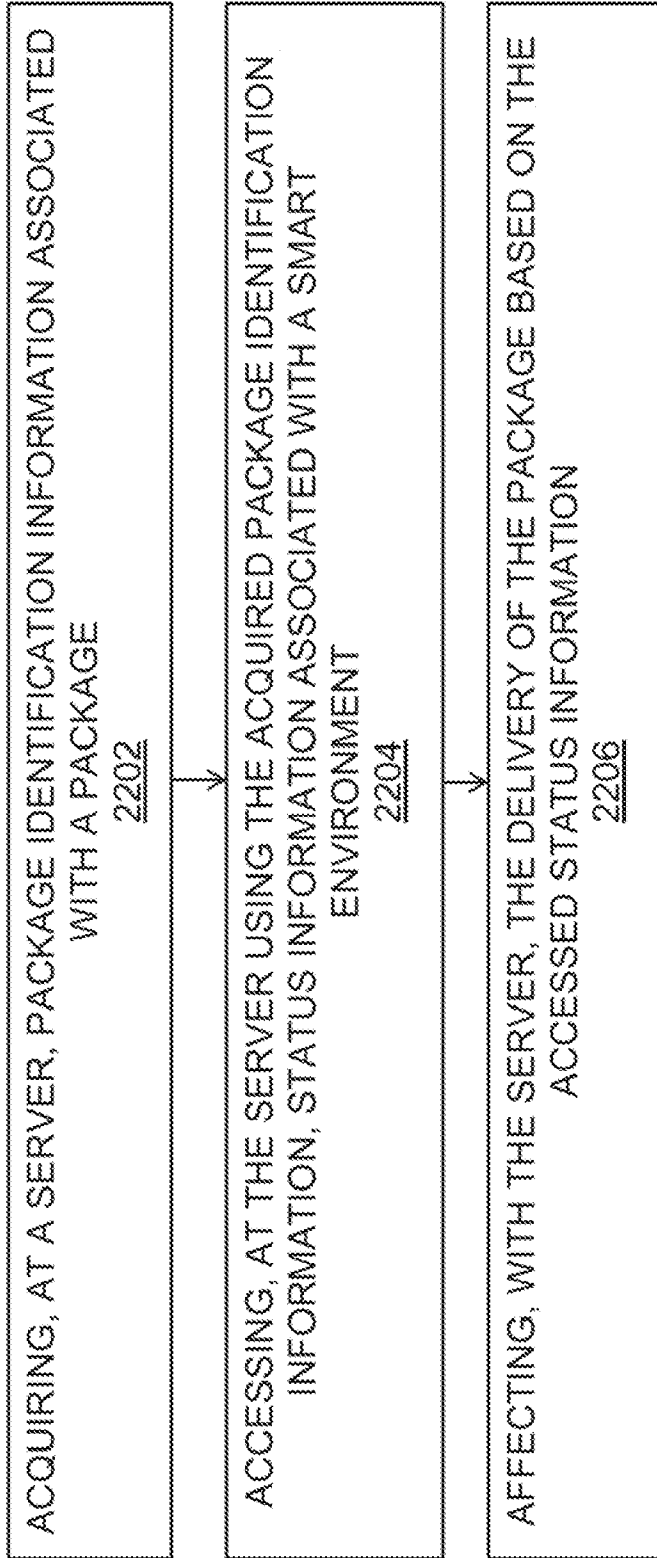 ACQUIRING, AT A SERVER, PACKAGE IDENTIFICATION INFORMATION ASSOCIATED
WITH A PACKAGE
2202
ACCESSING, AT THE SERVER USING THE ACQUIRED PACKAGE IDENTIFICATION
INFORMATION, STATUS INFORMATION ASSOCIATED WITH A SMART
ENVIRONMENT
2204
AFFECTING, WITH THE SERVER, THE DELIVERY OF THE PACKAGE BASED ON THE
ACCESSED STATUS INFORMATION
2206